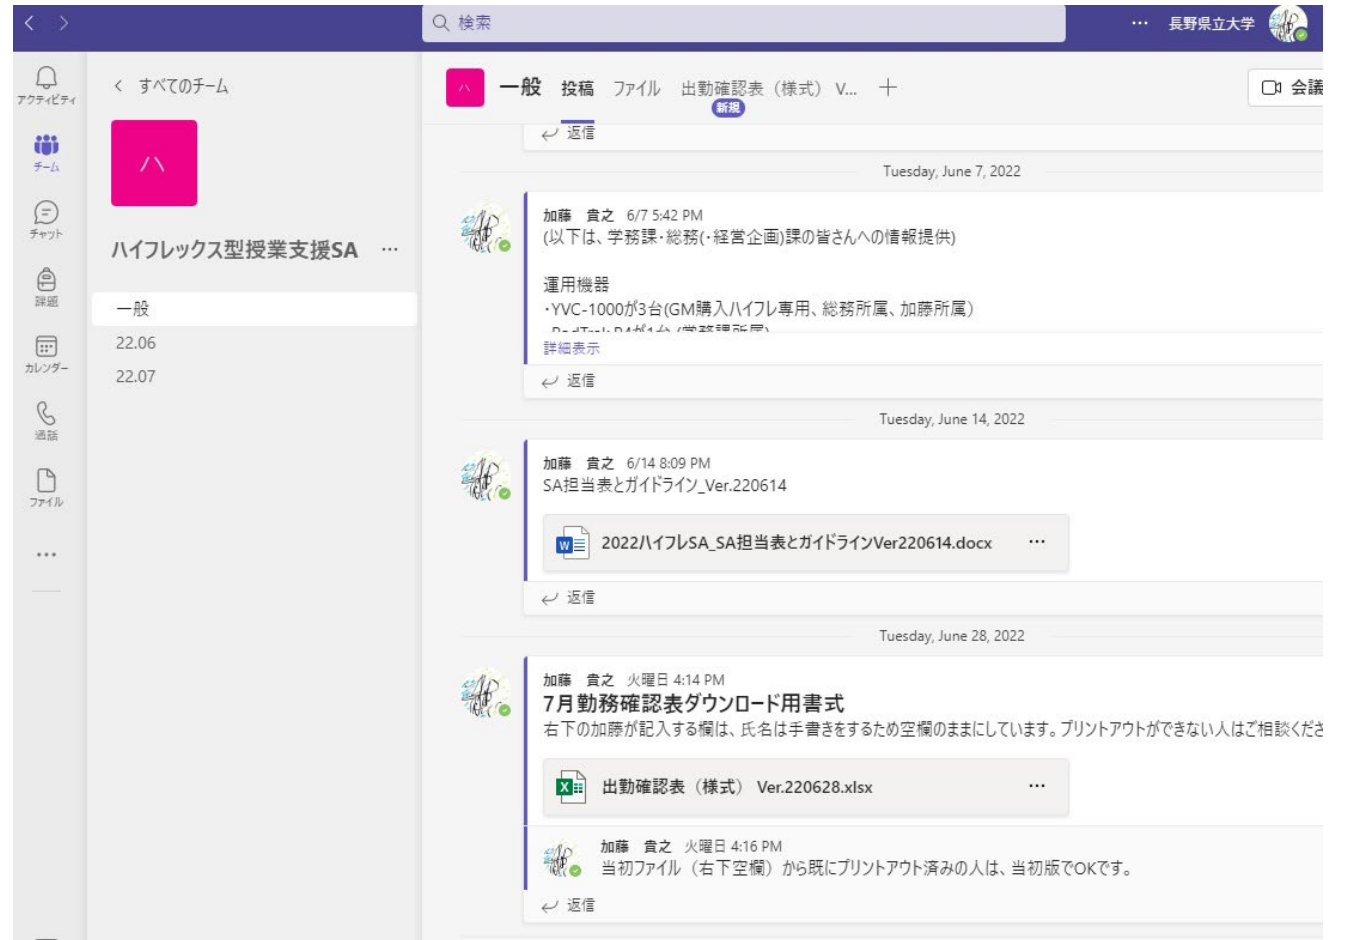 検索
… 長野県立大学
アクティビティ
チーム
チャット
課題
カレンダー
通話
ファイル
…
すべてのチーム
ハ
ハイフレックス型授業支援SA …
一般
22.06
22.07
ハ 一般 投稿 ファイル 出勤確認表（様式） V... +
新規
会議
返信
Tuesday, June 7, 2022
加藤 貴之 6/7 5:42 PM
(以下は、学務課・総務(・経営企画)課の皆さんへの情報提供)
運用機器
・YVC-1000が3台(GM購入ハイフレ専用、総務所属、加藤所属)
詳細表示
返信
Tuesday, June 14, 2022
加藤 貴之 6/14 8:09 PM
SA担当表とガイドライン_Ver.220614
2022ハイフレSA_SA担当表とガイドラインVer220614.docx …
返信
Tuesday, June 28, 2022
加藤 貴之 火曜日 4:14 PM
7月勤務確認表ダウンロード用書式
右下の加藤が記入する欄は、氏名は手書きをするため空欄のままにしています。プリントアウトができない人はご相談くださ
出勤確認表（様式） Ver.220628.xlsx …
加藤 貴之 火曜日 4:16 PM
当初ファイル（右下空欄）から既にプリントアウト済みの人は、当初版でOKです。
返信